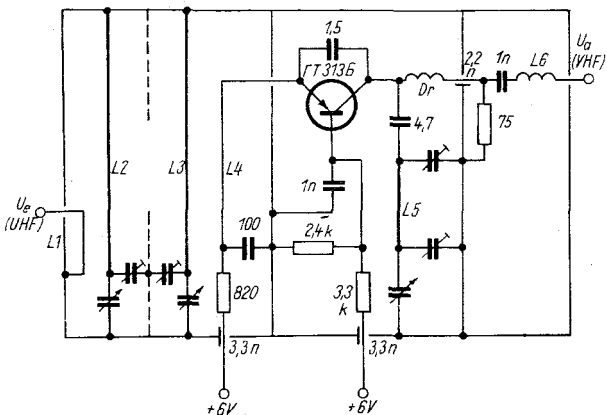 1,5
ГТ313Б
2,2
n
1n
L6
Ua
(VHF)
Dr
4,7
75
L2
L3
L4
1n
L5
Ue
(UHF)
L1
100
2,4k
820
3,3
k
3,3n
3,3n
+6V
+6V